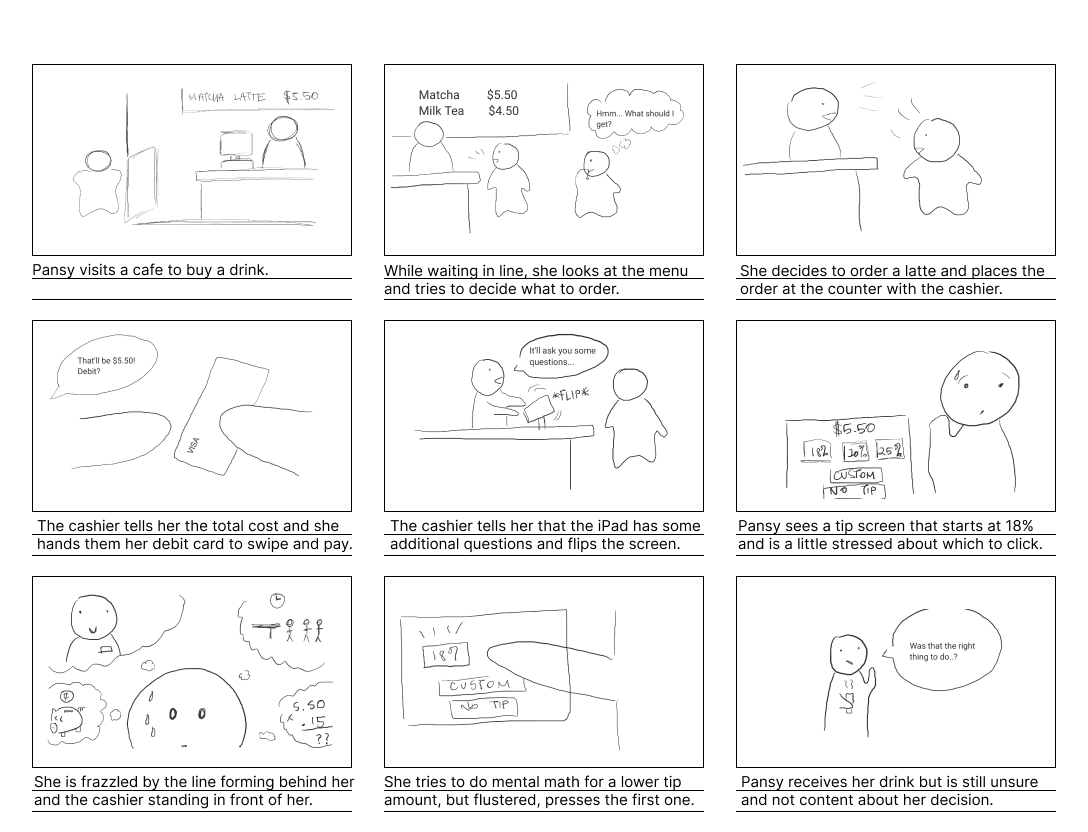 MATCHA LATTE $5.50
Pansy visits a cafe to buy a drink.
Matcha $5.50
Milk Tea $4.50
Hmm... What should I
get?
While waiting in line, she looks at the menu
and tries to decide what to order.
She decides to order a latte and places the
order at the counter with the cashier.
That'll be $5.50!
Debit?
VISA
The cashier tells her the total cost and she
hands them her debit card to swipe and pay.
It'll ask you some
questions...
*FLIP*
The cashier tells her that the iPad has some
additional questions and flips the screen.
$5.50
18% 20% 25%
CUSTOM
NO TIP
Pansy sees a tip screen that starts at 18%
and is a little stressed about which to click.
5.50
x .15
??
She is frazzled by the line forming behind her
and the cashier standing in front of her.
18%
CUSTOM
NO TIP
She tries to do mental math for a lower tip
amount, but flustered, presses the first one.
Was that the right
thing to do..?
Pansy receives her drink but is still unsure
and not content about her decision.